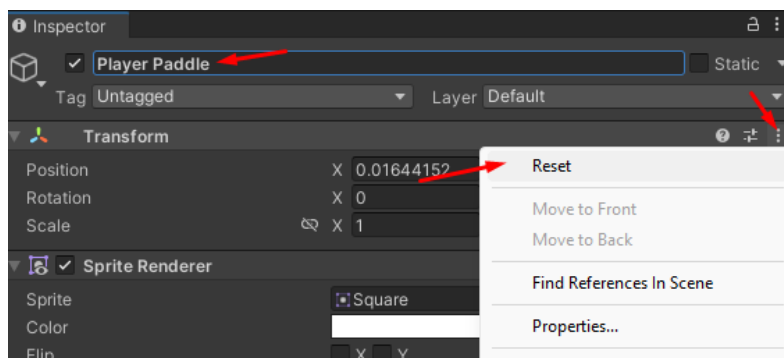 Inspector
Player Paddle Static
Tag Untagged Layer Default
Transform
Position X 0.01644152
Reset
Rotation X 0
Scale X 1
Move to Front
Move to Back
Sprite Renderer
Find References In Scene
Sprite Square
Color
Properties...
Flip X Y